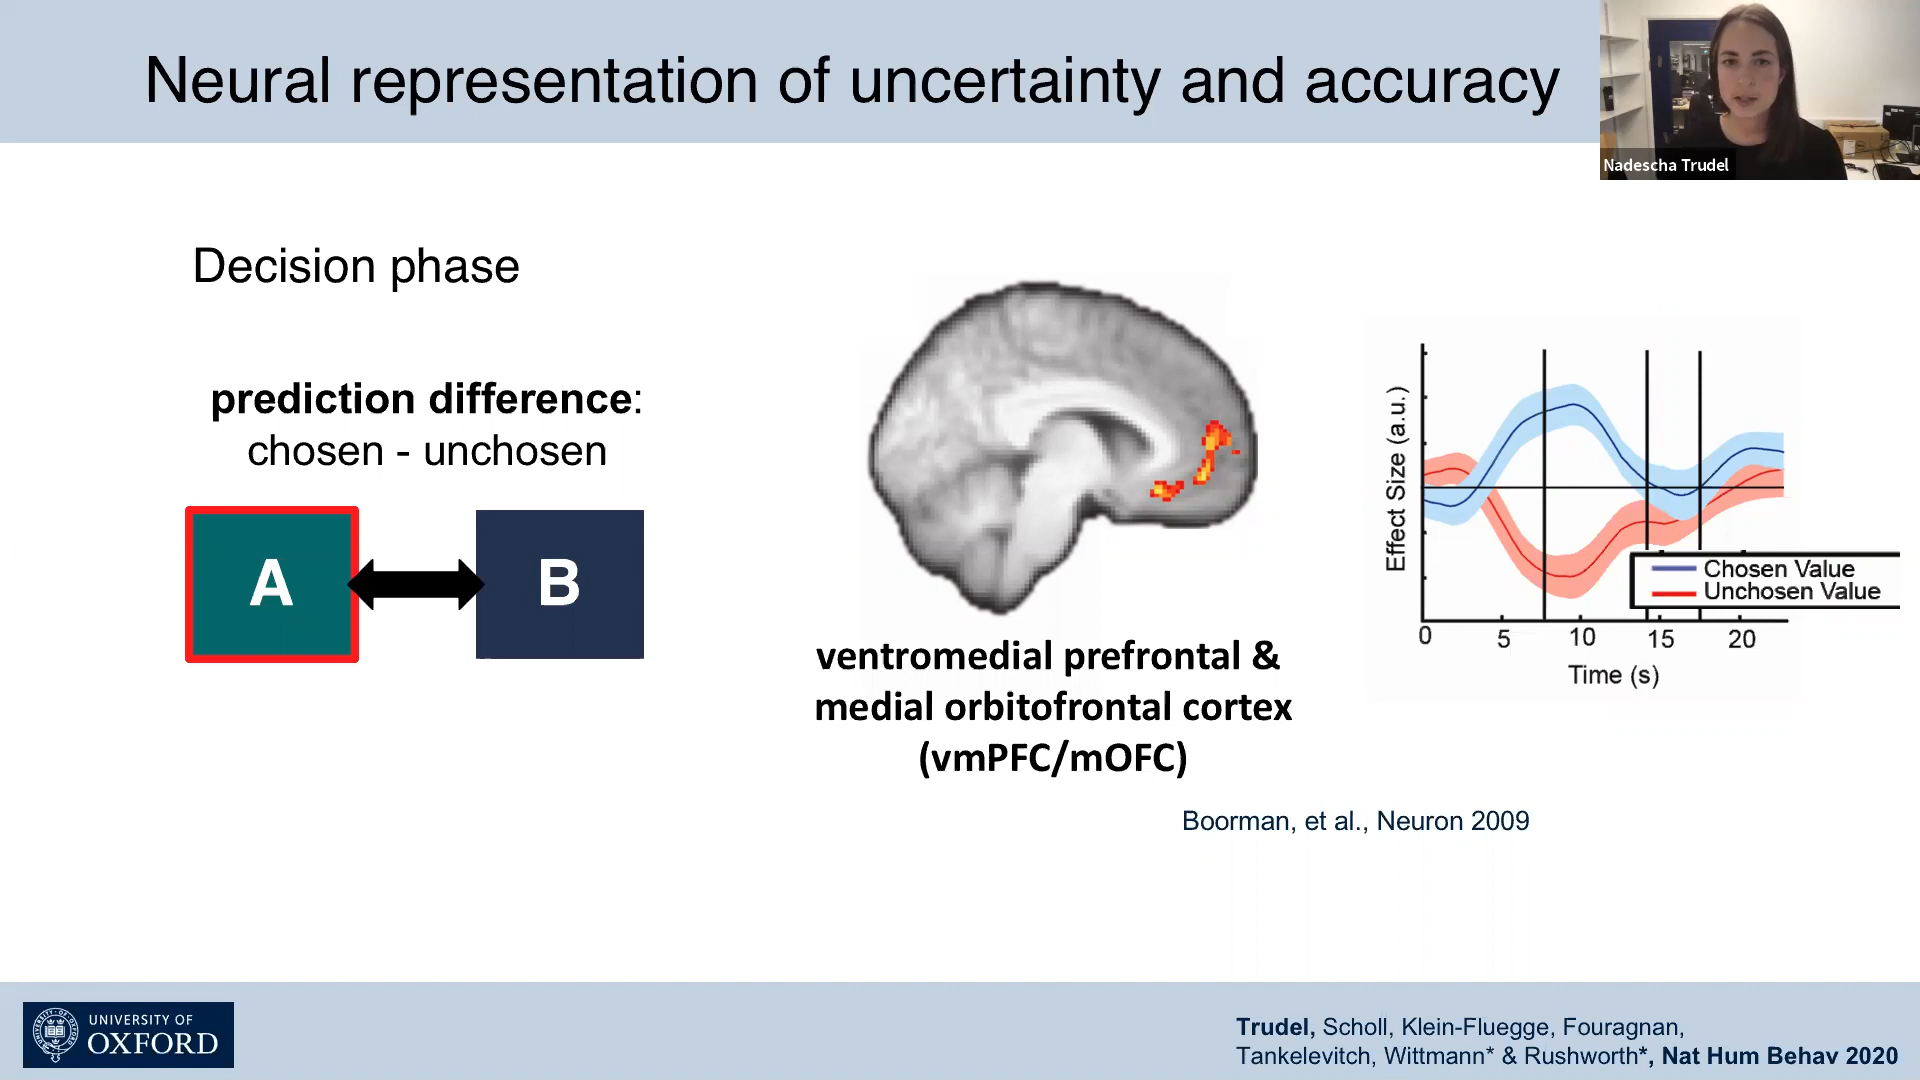 Neural representation of uncertainty and accuracy
Nadescha Trudel
Decision phase
prediction difference:
chosen - unchosen
A
B
ventromedial prefrontal &
medial orbitofrontal cortex
(vmPFC/mOFC)
Effect Size (a.u.)
Chosen Value
Unchosen Value
0 5 10 15 20
Time (s)
Boorman, et al., Neuron 2009
UNIVERSITY OF
OXFORD
Trudel, Scholl, Klein-Fluegge, Fouragnan,
Tankelevitch, Wittmann* & Rushworth*, Nat Hum Behav 2020